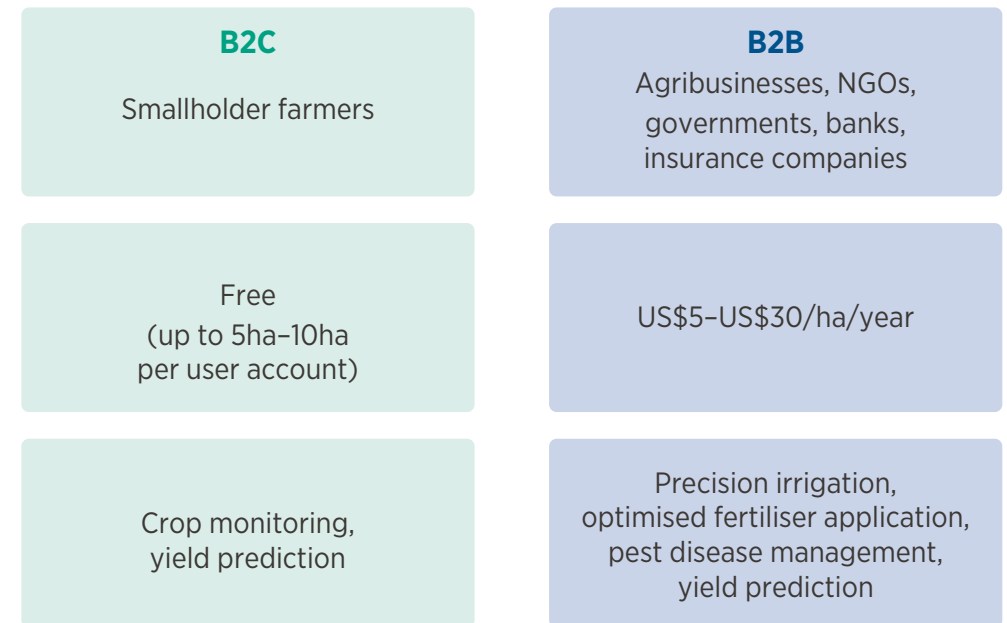 B2C
Smallholder farmers
B2B
Agribusinesses, NGOs,
governments, banks,
insurance companies
Free
(up to 5ha–10ha
per user account)
US$5–US$30/ha/year
Crop monitoring,
yield prediction
Precision irrigation,
optimised fertiliser application,
pest disease management,
yield prediction